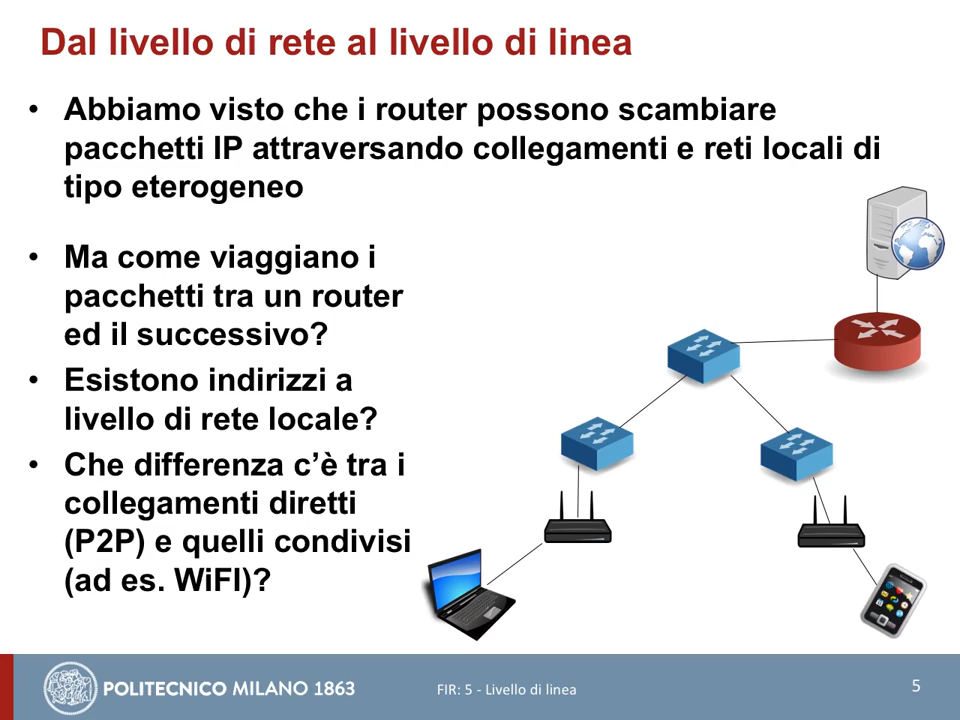 Dal livello di rete al livello di linea
• Abbiamo visto che i router possono scambiare
pacchetti IP attraversando collegamenti e reti locali di
tipo eterogeneo
• Ma come viaggiano i
pacchetti tra un router
ed il successivo?
• Esistono indirizzi a
livello di rete locale?
• Che differenza c’è tra i
collegamenti diretti
(P2P) e quelli condivisi
(ad es. WiFI)?
POLITECNICO MILANO 1863
FIR: 5 - Livello di linea
5